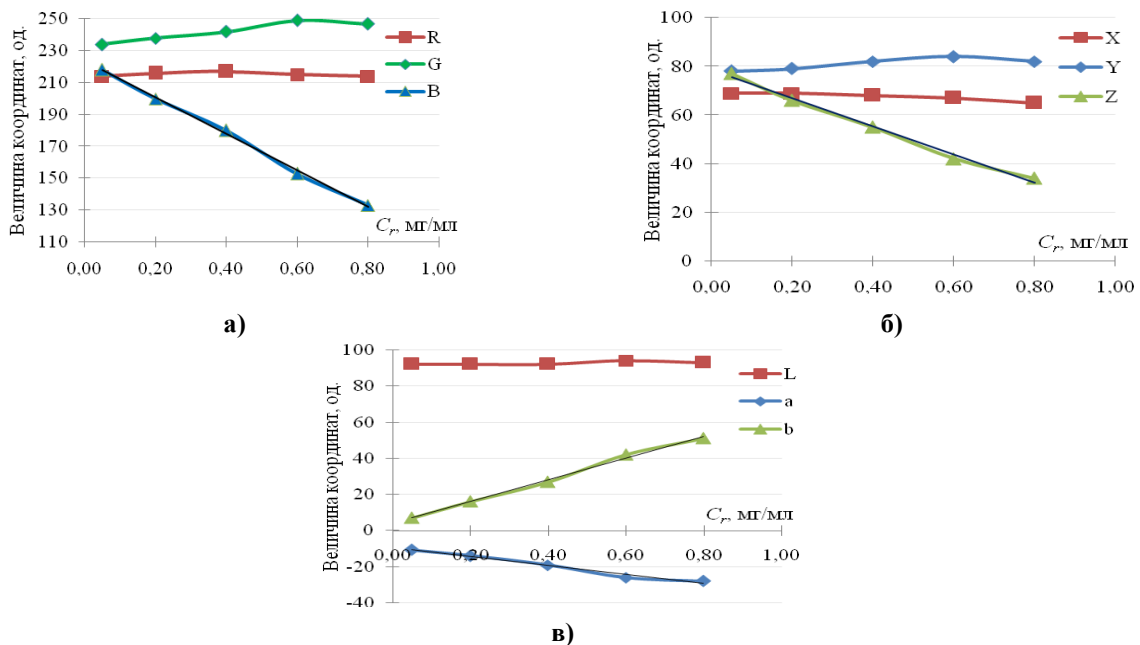 Величина координат, од.
250
230
210
190
170
150
130
110
R
G
B
C_r, мг/мл
0,00 0,20 0,40 0,60 0,80 1,00
а)
Величина координат, од.
100
80
60
40
20
0
X
Y
Z
C_r, мг/мл
0,00 0,20 0,40 0,60 0,80 1,00
б)
Величина координат, од.
100
80
60
40
20
0
-20
-40
L
a
b
C_r, мг/мл
0,00 0,20 0,40 0,60 0,80 1,00
в)